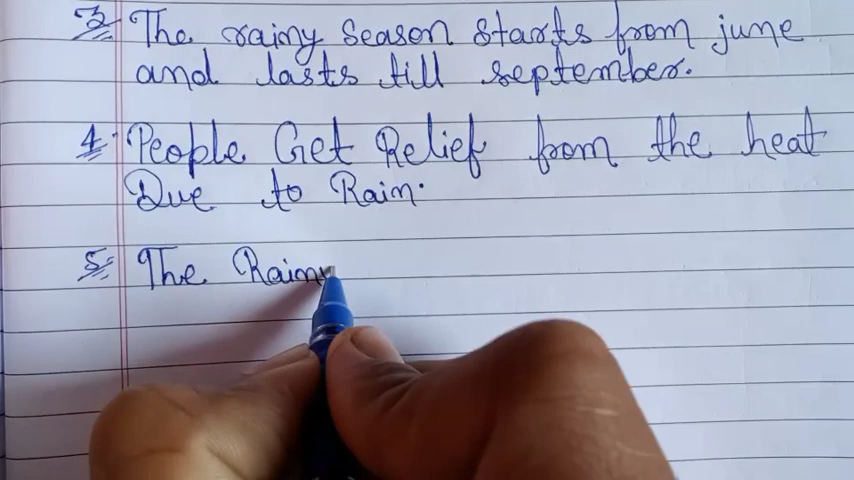 3. The rainy season starts from june
and lasts till september.
4. People Get Relief from the heat
Due to Rain.
5. The Rainy